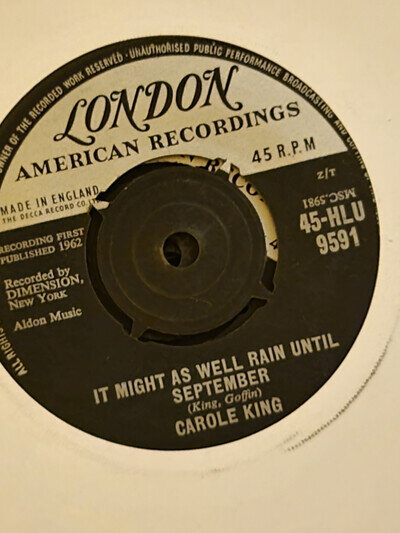 OWNER OF THE RECORDED WORK RESERVED · UNAUTHORISED PUBLIC PERFORMANCE BROADCASTING AND COPYING
LONDON
AMERICAN RECORDINGS
45 R.P.M
MADE IN ENGLAND
THE DECCA RECORD CO.
T/Z
MSC.5981
45-HLU
9591
RECORDING FIRST
PUBLISHED 1962
Recorded by
DIMENSION,
NEW YORK
Aldon Music
ALL RIGHTS
IT MIGHT AS WELL RAIN UNTIL
SEPTEMBER
(King, Goffin)
CAROLE KING